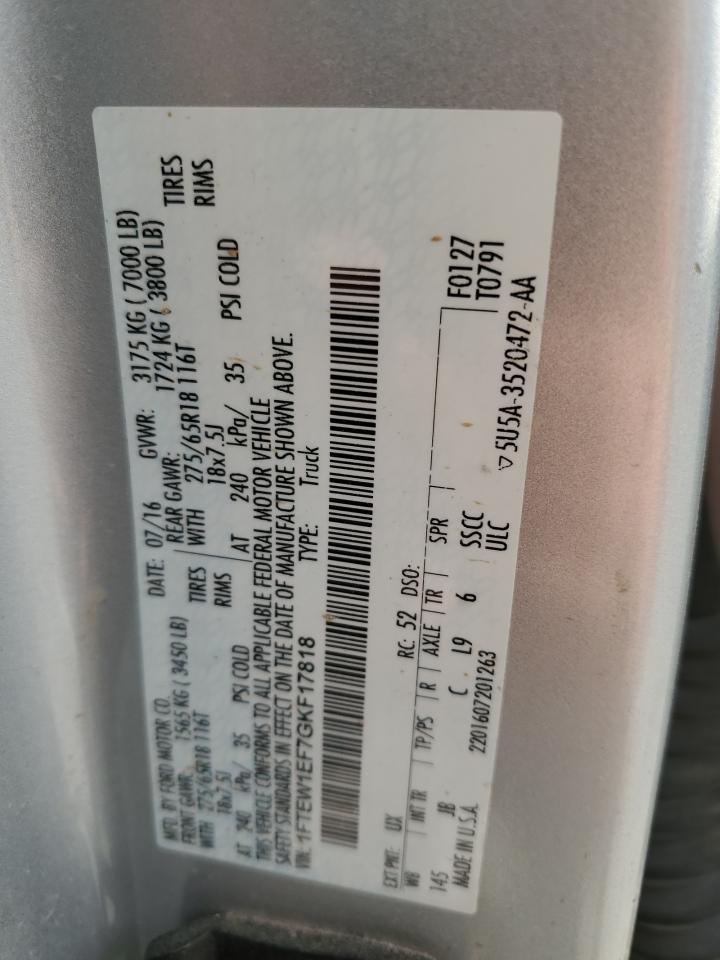 MFD. BY FORD MOTOR CO. DATE: 07/16 GVWR: 3175 KG ( 7000 LB)
FRONT GAWR: 1565 KG ( 3450 LB) REAR GAWR: 1724 KG ( 3800 LB)
WITH 275/65R18 116T TIRES WITH 275/65R18 116T TIRES
18x7.5J RIMS 18x7.5J RIMS
AT 240 kPa/ 35 PSI COLD AT 240 kPa/ 35 PSI COLD
THIS VEHICLE CONFORMS TO ALL APPLICABLE FEDERAL MOTOR VEHICLE
SAFETY STANDARDS IN EFFECT ON THE DATE OF MANUFACTURE SHOWN ABOVE.
VIN: 1FTEW1EF7GKF17818 TYPE: Truck
EXT PNT: UX RC: 52 DSO:
WB INT TR TP/PS R AXLE TR SPR F0127
145 JB C L9 6 SSCC T0791
MADE IN U.S.A. 2201607201263 ULC ▽5U5A-3520472-AA